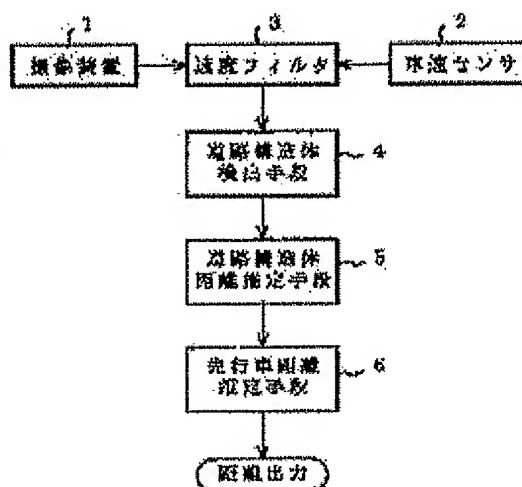 1
3
2
撮像装置
速度フィルタ
車速センサ
道路構造体
検出手段
4
道路構造体
距離推定手段
5
先行車距離
推定手段
6
距離出力